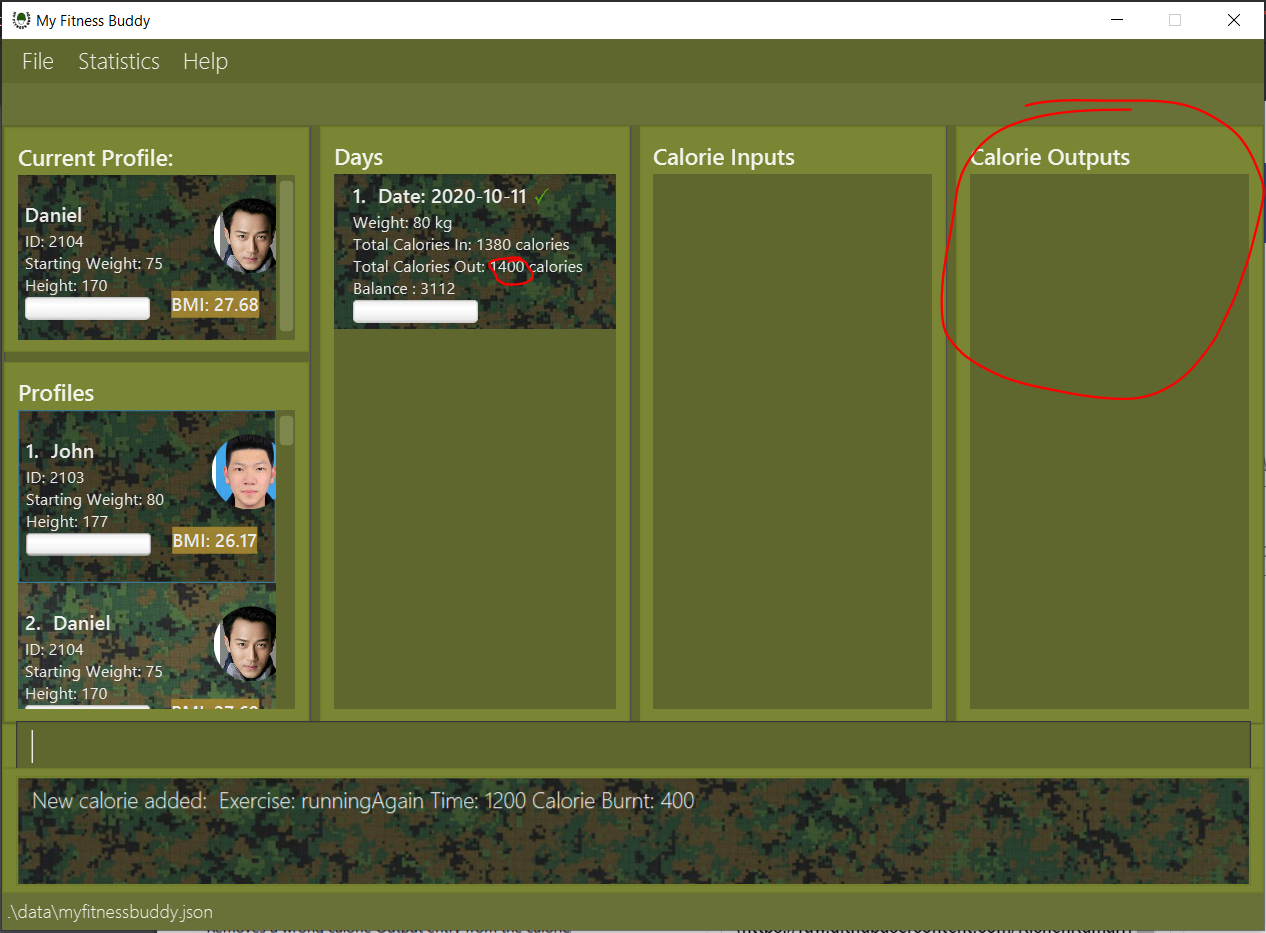 My Fitness Buddy
File Statistics Help
Current Profile:
Daniel
ID: 2104
Starting Weight: 75
Height: 170
BMI: 27.68
Profiles
1. John
ID: 2103
Starting Weight: 80
Height: 177
BMI: 26.17
2. Daniel
ID: 2104
Starting Weight: 75
Height: 170
BMI: 27.68
Days
1. Date: 2020-10-11 ✓
Weight: 80 kg
Total Calories In: 1380 calories
Total Calories Out: 1400 calories
Balance : 3112
Calorie Inputs
Calorie Outputs
New calorie added: Exercise: runningAgain Time: 1200 Calorie Burnt: 400
.\data\myfitnessbuddy.json